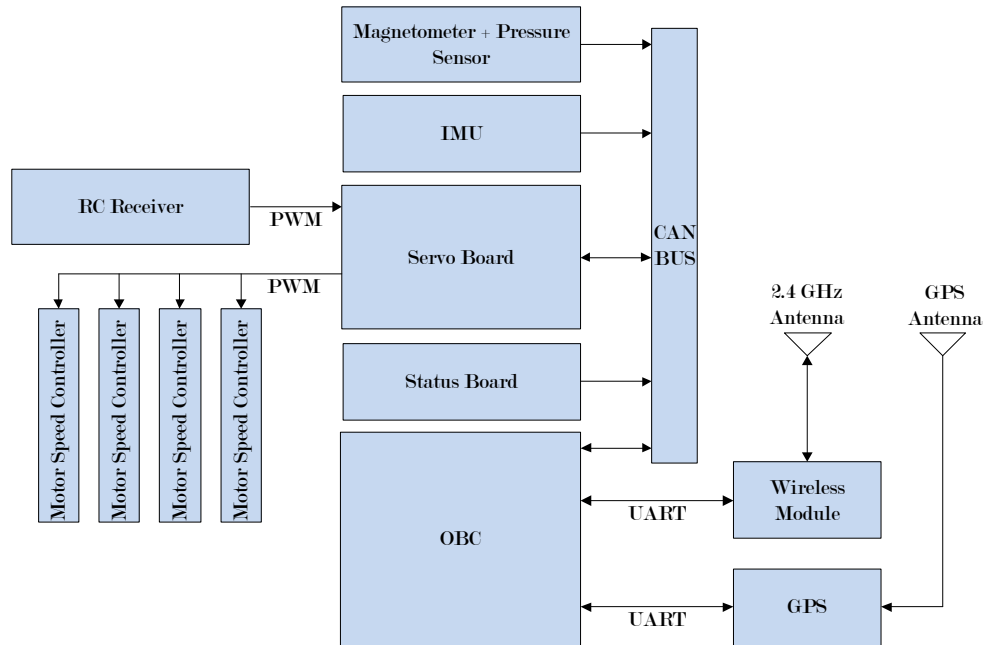 Magnetometer + Pressure
Sensor
IMU
RC Receiver
PWM
Servo Board
CAN
BUS
PWM
2.4 GHz
Antenna
GPS
Antenna
Motor Speed Controller
Motor Speed Controller
Motor Speed Controller
Motor Speed Controller
Status Board
OBC
UART
Wireless
Module
UART
GPS